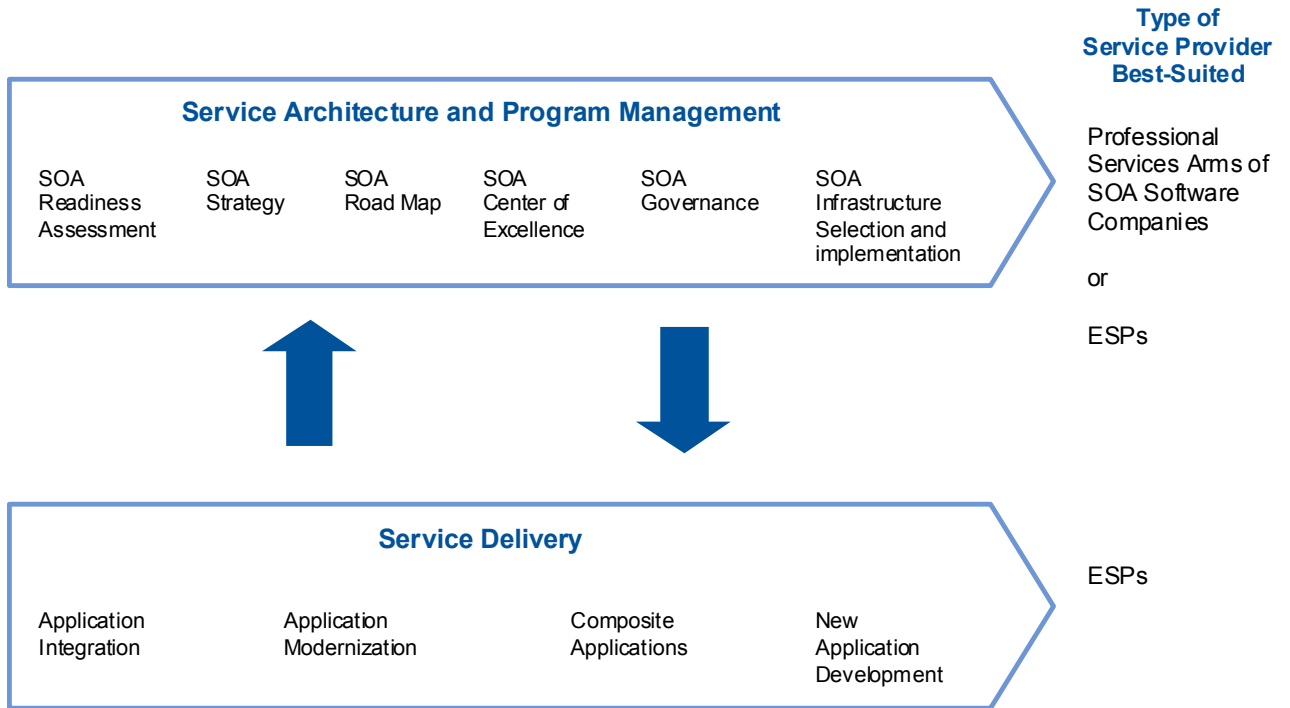 Type of
Service Provider
Best-Suited
Service Architecture and Program Management
SOA
Readiness
Assessment
SOA
Strategy
SOA
Road Map
SOA
Center of
Excellence
SOA
Governance
SOA
Infrastructure
Selection and
implementation
Professional
Services Arms of
SOA Software
Companies
or
ESPs
Service Delivery
Application
Integration
Application
Modernization
Composite
Applications
New
Application
Development
ESPs